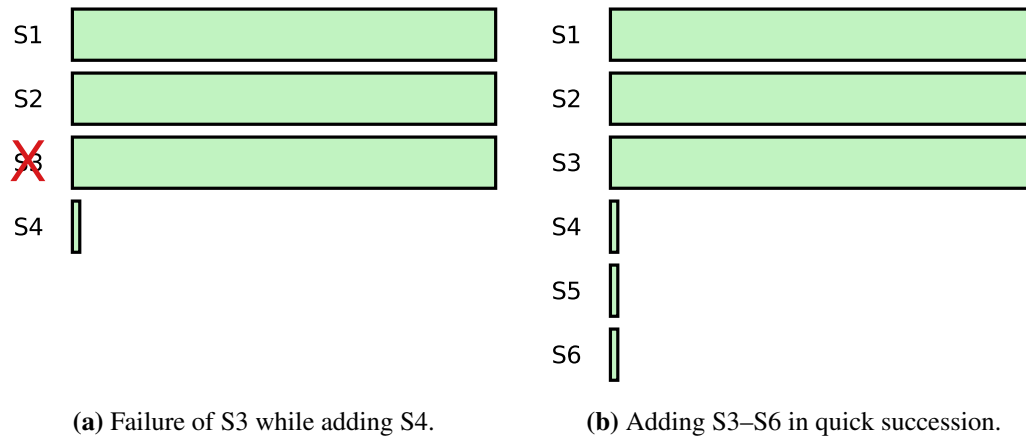 S1
S2
S3
S4
(a) Failure of S3 while adding S4.
S1
S2
S3
S4
S5
S6
(b) Adding S3–S6 in quick succession.